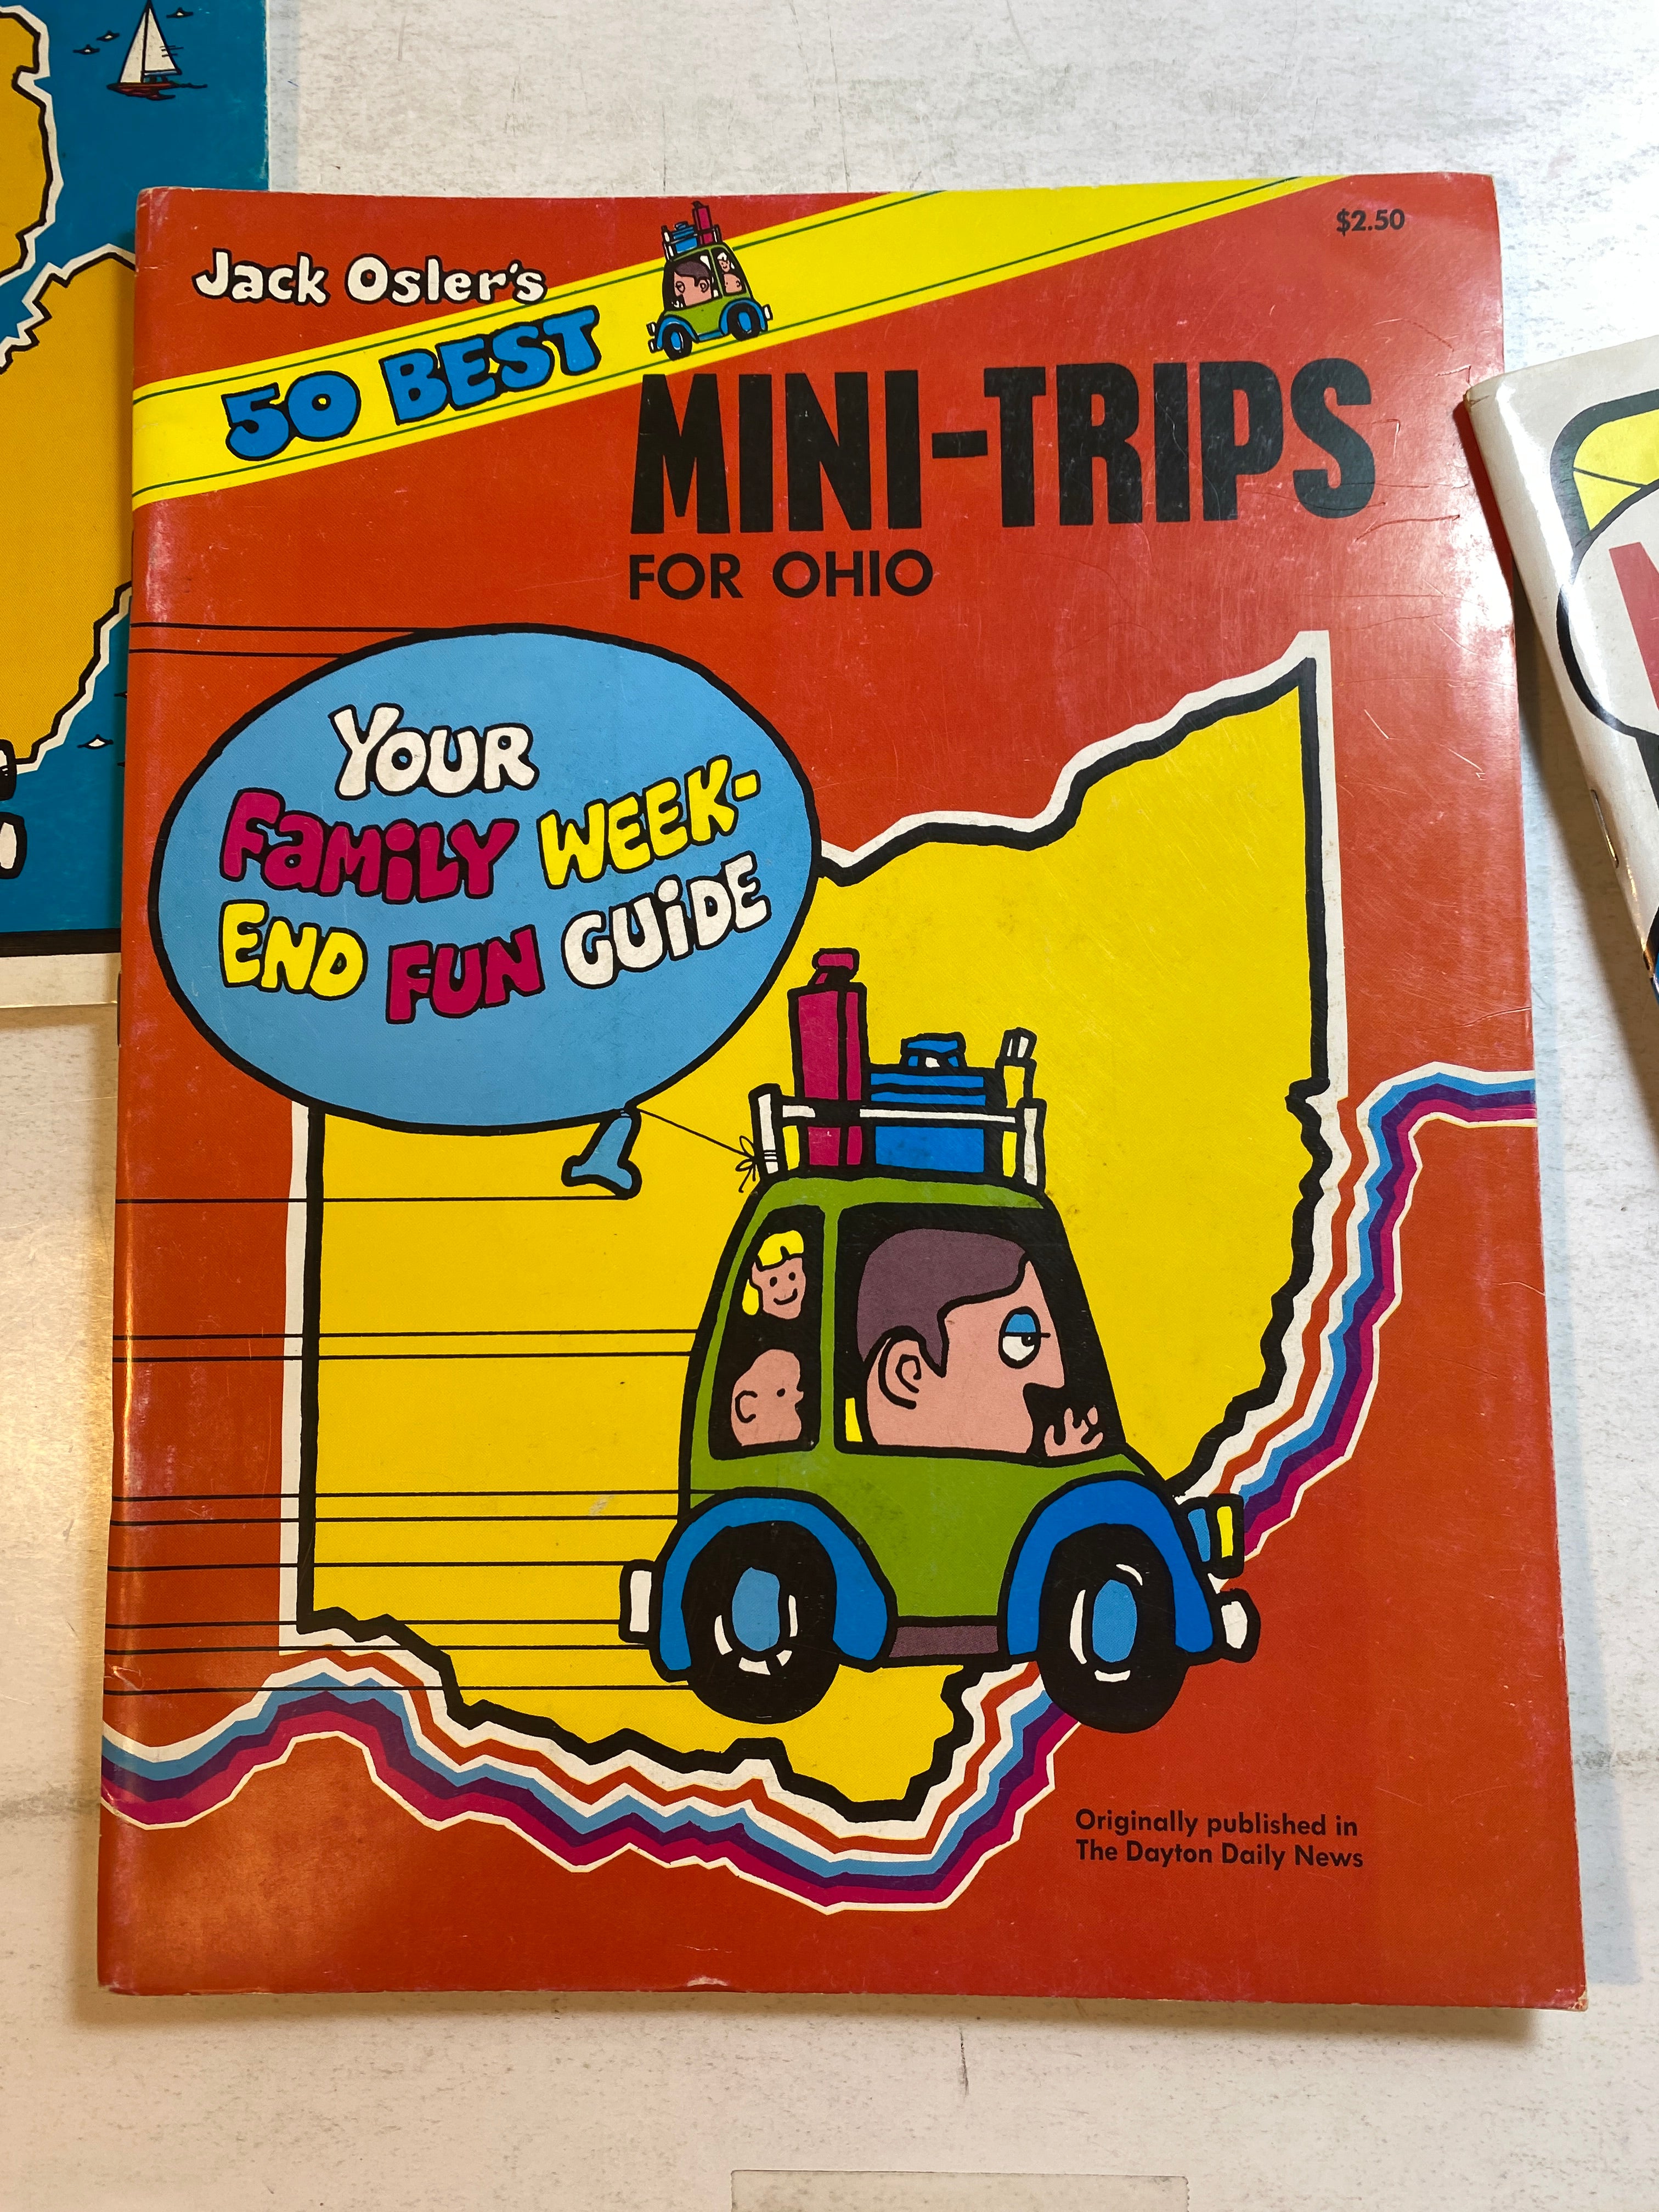 $2.50
Jack Osler's
50 BEST
MINI-TRIPS
FOR OHIO
YOUR
FAMILY WEEK-
END FUN GUIDE
Originally published in
The Dayton Daily News